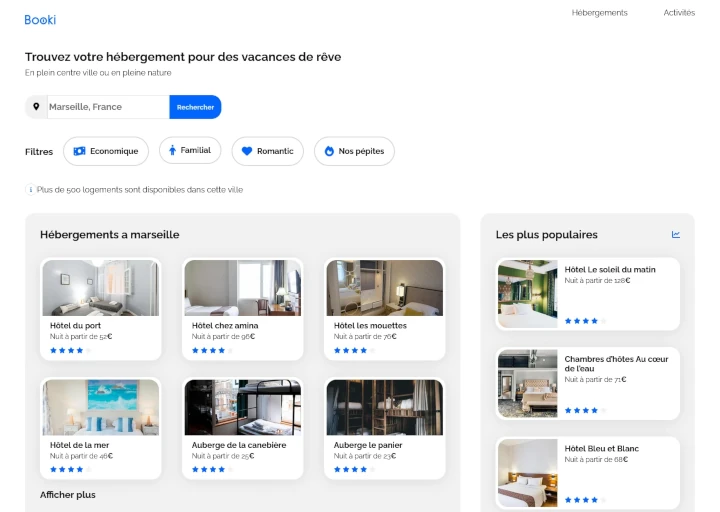 Booki
Hébergements
Activités
Trouvez votre hébergement pour des vacances de rêve
En plein centre ville ou en pleine nature
Marseille, France
Rechercher
Filtres
Economique
Familial
Romantic
Nos pépites
Plus de 500 logements sont disponibles dans cette ville
Hébergements a marseille
Hôtel du port
Nuit à partir de 52€
Hôtel chez amina
Nuit à partir de 96€
Hôtel les mouettes
Nuit à partir de 76€
Hôtel de la mer
Nuit à partir de 46€
Auberge de la canebière
Nuit à partir de 25€
Auberge le panier
Nuit à partir de 23€
Afficher plus
Les plus populaires
Hôtel Le soleil du matin
Nuit à partir de 128€
Chambres d'hôtes Au cœur
de l'eau
Nuit à partir de 71€
Hôtel Bleu et Blanc
Nuit à partir de 68€